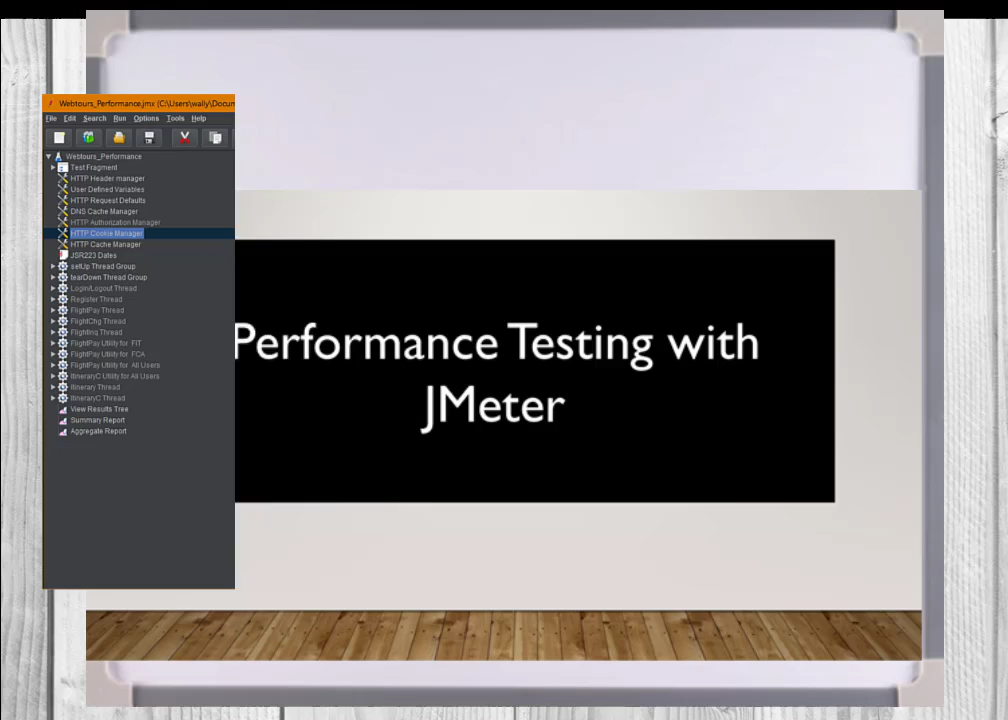 Webtours_Performance.jmx (C:\Users\wally\Docum
File Edit Search Run Options Tools Help
Webtours_Performance
Test Fragment
HTTP Header manager
User Defined Variables
HTTP Request Defaults
DNS Cache Manager
HTTP Authorization Manager
HTTP Cookie Manager
HTTP Cache Manager
JSR223 Dates
setUp Thread Group
tearDown Thread Group
Login/Logout Thread
Register Thread
FlightPay Thread
FlightChg Thread
FlightInq Thread
FlightPay Utility for FIT
FlightPay Utility for FCA
FlightPay Utility for All Users
ItineraryC Utility for All Users
Itinerary Thread
ItineraryC Thread
View Results Tree
Summary Report
Aggregate Report
Performance Testing with
JMeter